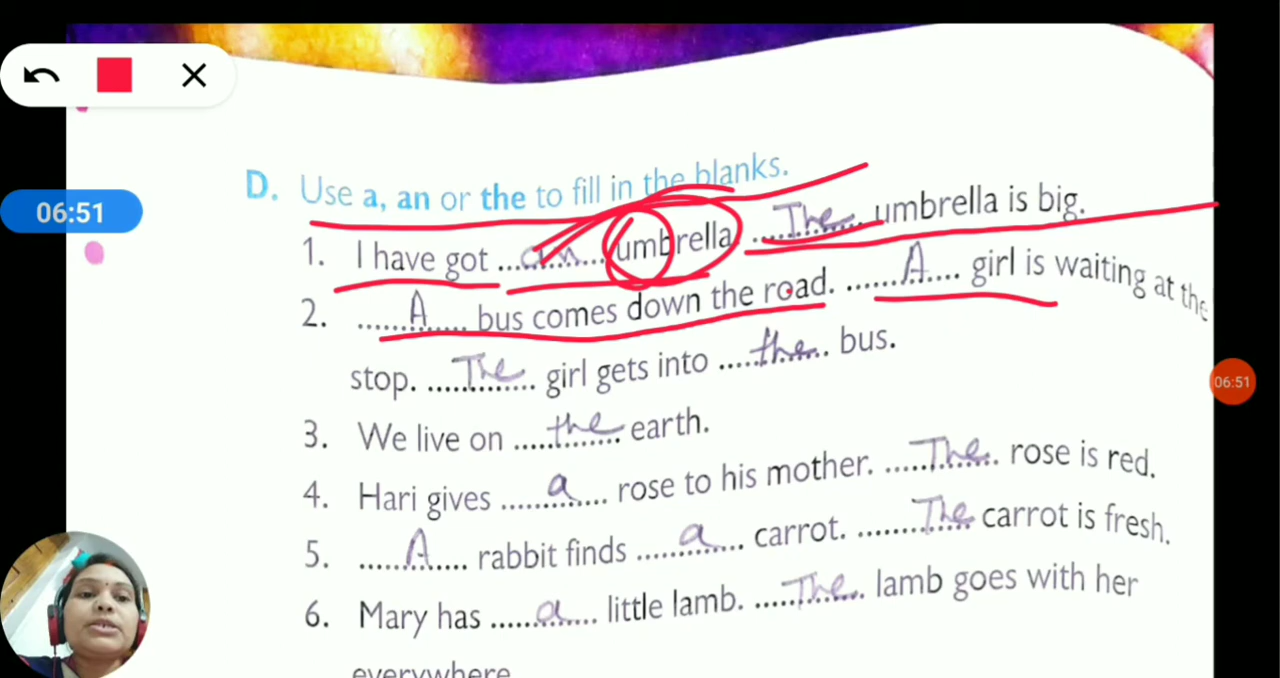 06:51
D. Use a, an or the to fill in the blanks.
1. I have got ...an... umbrella. ...The... umbrella is big.
2. ...A... bus comes down the road. ...A... girl is waiting at the
stop. ...The... girl gets into ...the... bus.
06:51
3. We live on ...the... earth.
4. Hari gives ...a... rose to his mother. ...The... rose is red.
5. ...A... rabbit finds ...a... carrot. ...The... carrot is fresh.
6. Mary has ...a... little lamb. ...The... lamb goes with her
everywhere